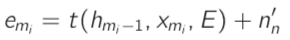 e_{m_i} = t(h_{m_i-1}, x_{m_i}, E) + n'_n